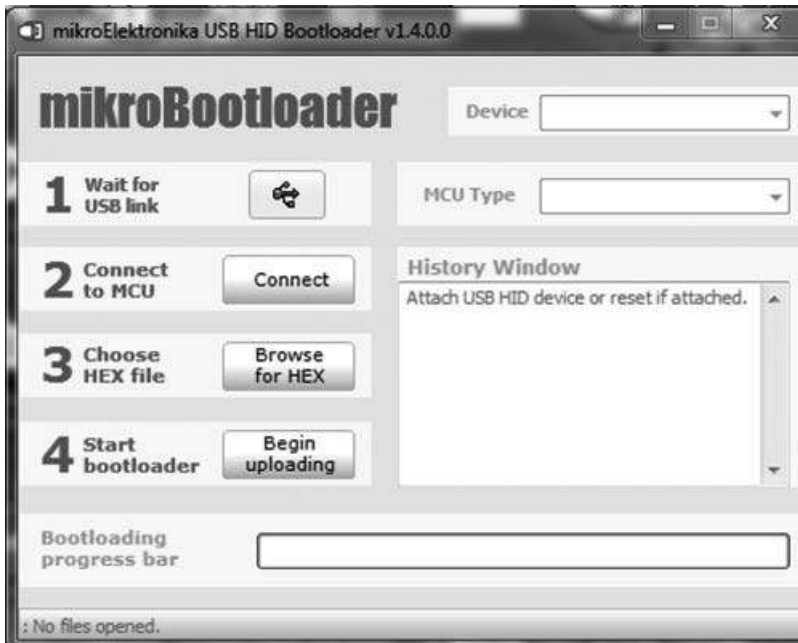 mikroElektronika USB HID Bootloader v1.4.0.0
mikroBootloader
Device
1 Wait for
USB link
MCU Type
2 Connect
to MCU
Connect
History Window
Attach USB HID device or reset if attached.
3 Choose
HEX file
Browse
for HEX
4 Start
bootloader
Begin
uploading
Bootloading
progress bar
: No files opened.